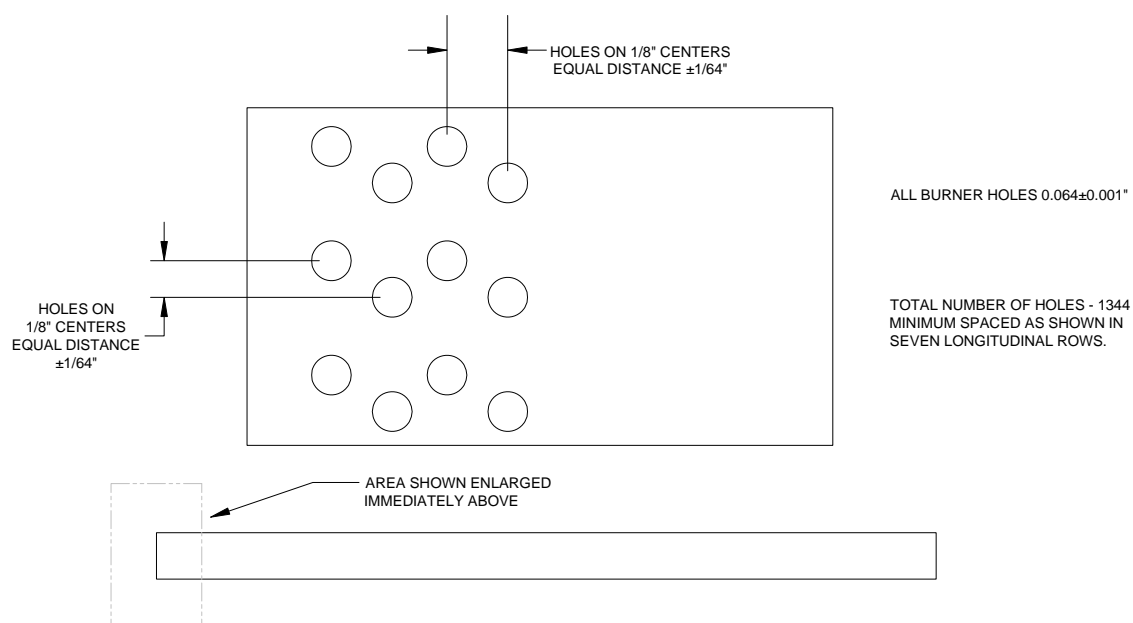 HOLES ON 1/8" CENTERS
EQUAL DISTANCE ±1/64"
ALL BURNER HOLES 0.064±0.001"
HOLES ON
1/8" CENTERS
EQUAL DISTANCE
±1/64"
TOTAL NUMBER OF HOLES - 1344
MINIMUM SPACED AS SHOWN IN
SEVEN LONGITUDINAL ROWS.
AREA SHOWN ENLARGED
IMMEDIATELY ABOVE